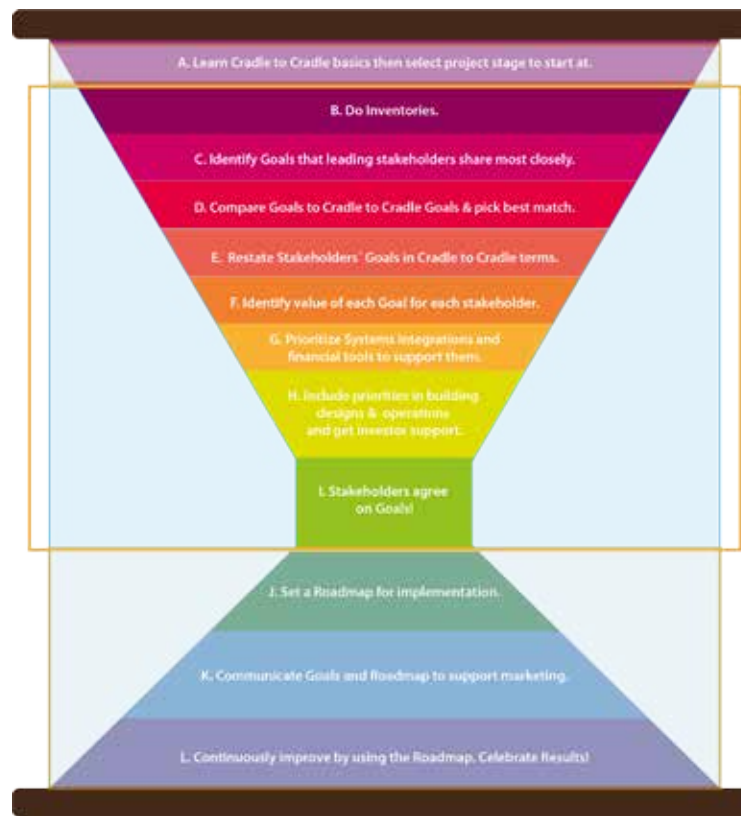 A. Learn Cradle to Cradle basics then select project stage to start at.
B. Do Inventories.
C. Identify Goals that leading stakeholders share most closely.
D. Compare Goals to Cradle to Cradle Goals & pick best match.
E. Restate Stakeholders' Goals in Cradle to Cradle terms.
F. Identify value of each Goal for each stakeholder.
G. Prioritize Systems Integrations and
financial tools to support them.
H. Include priorities in building
designs & operations
and get investor support.
I. Stakeholders agree
on Goals!
J. Set a Roadmap for implementation.
K. Communicate Goals and Roadmap to support marketing.
L. Continuously improve by using the Roadmap. Celebrate Results!